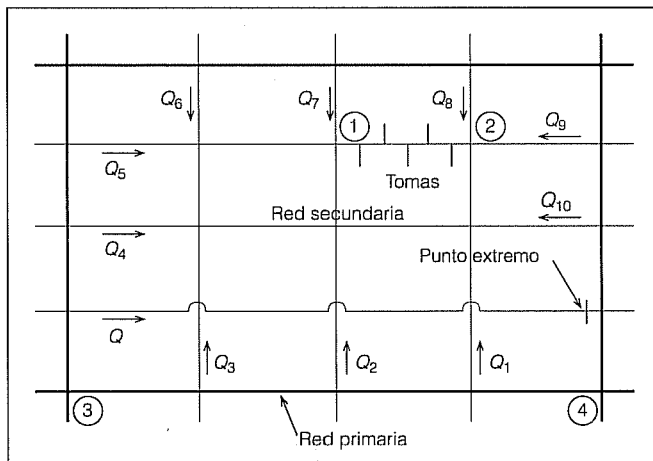 Q6 Q7 Q8
1 2 Q9
Q5 Tomas
Q10
Red secundaria
Q4
Punto extremo
Q
Q3 Q2 Q1
3 4
Red primaria